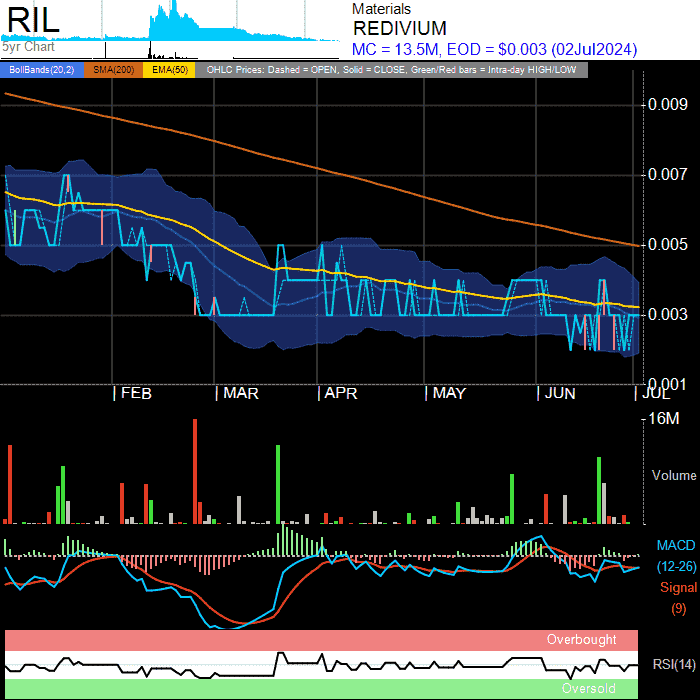 RIL
5yr Chart
Materials
REDIVIUM
MC = 13.5M, EOD = $0.003 (02Jul2024)
BollBands(20,2) SMA(200) EMA(50) OHLC Prices: Dashed = OPEN, Solid = CLOSE, Green/Red bars = Intra-day HIGH/LOW
0.009
0.007
0.005
0.003
0.001
FEB MAR APR MAY JUN JUL
16M
Volume
MACD
(12-26)
Signal
(9)
Overbought
RSI(14)
Oversold